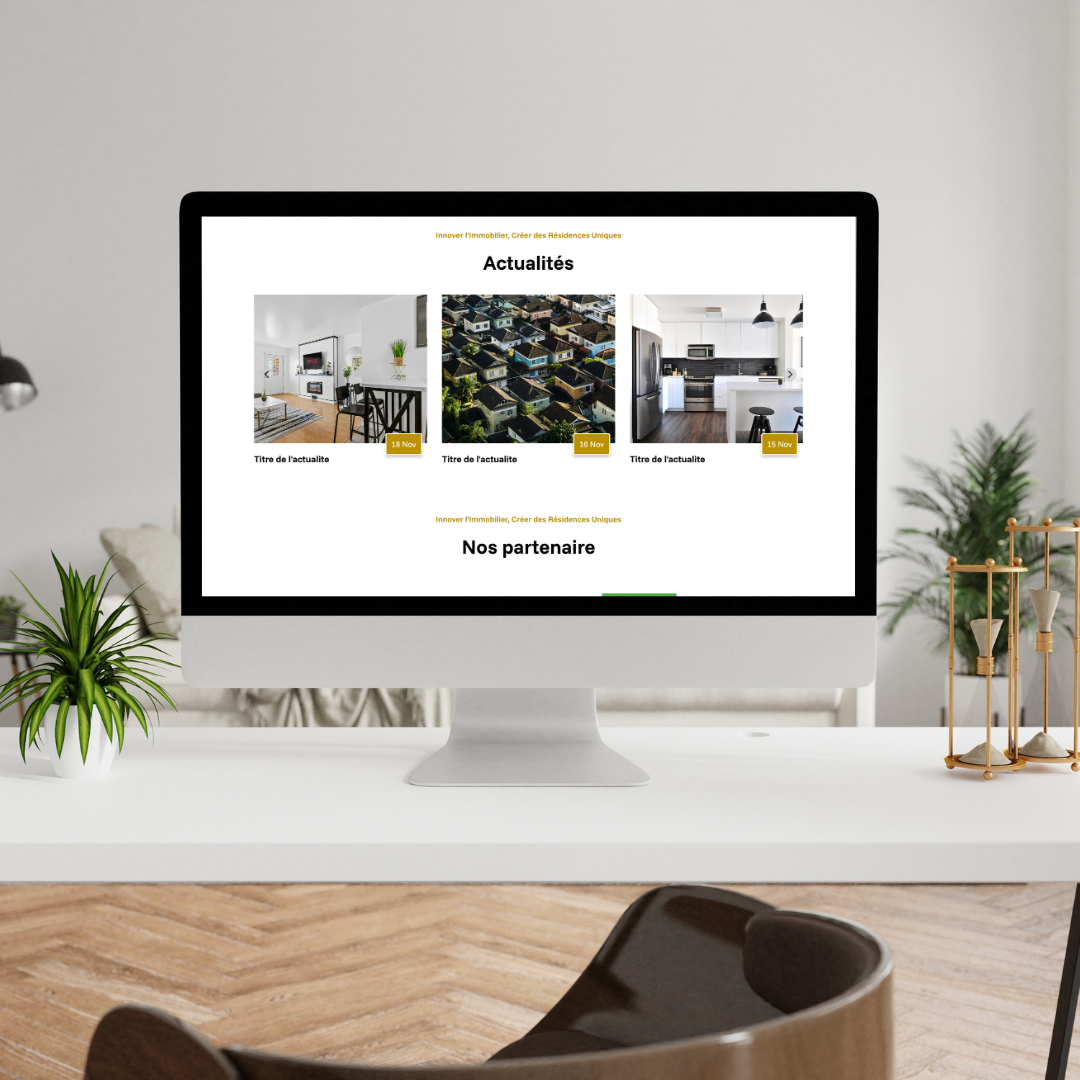 Innover l'Immobilier, Créer des Résidences Uniques
Actualités
18 Nov
16 Nov
15 Nov
Titre de l'actualite
Titre de l'actualite
Titre de l'actualite
Innover l'Immobilier, Créer des Résidences Uniques
Nos partenaire